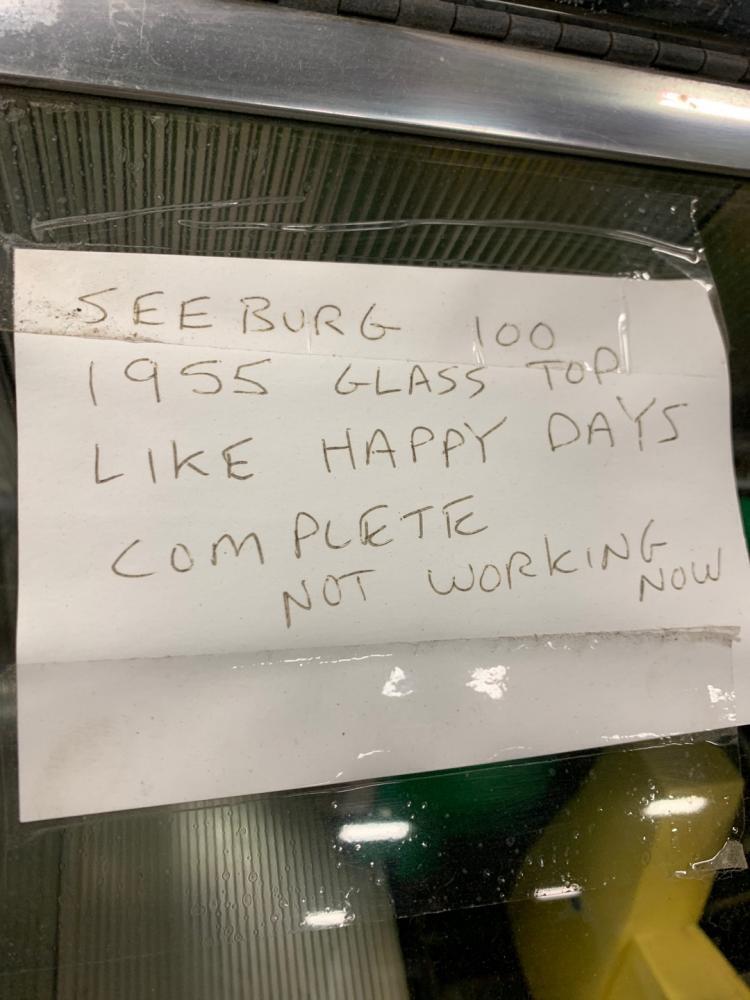 SEEBURG 100
1955 GLASS TOP
LIKE HAPPY DAYS
COMPLETE
NOT WORKING
NOW